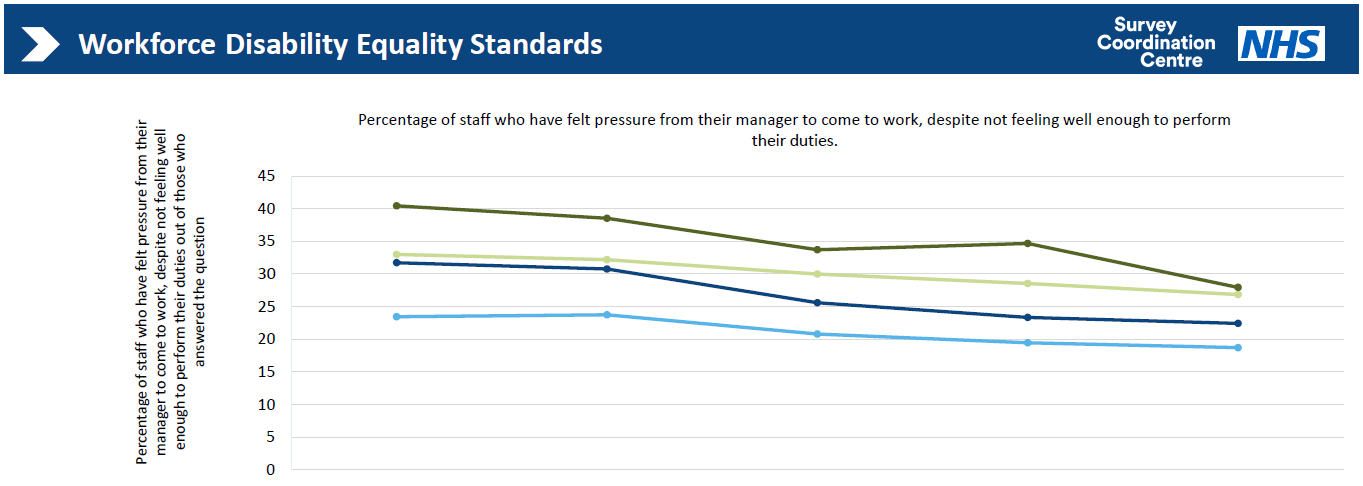 Workforce Disability Equality Standards
Survey
Coordination
Centre
NHS
Percentage of staff who have felt pressure from their manager to come to work, despite not feeling well enough to perform
their duties.
Percentage of staff who have felt pressure from their
manager to come to work, despite not feeling well
enough to perform their duties out of those who
answered the question
45
40
35
30
25
20
15
10
5
0